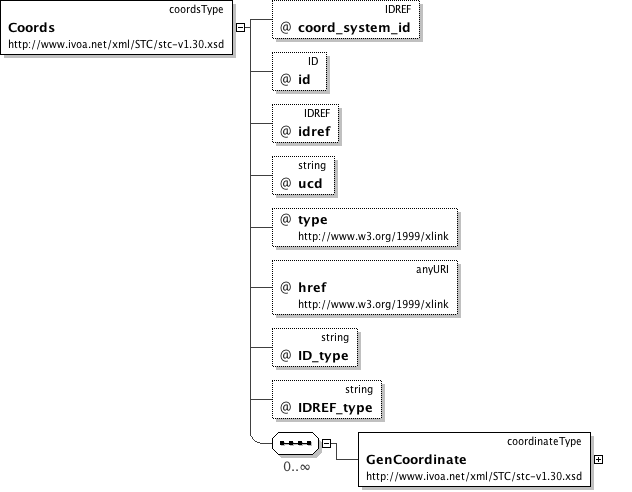 coordsType
Coords
http://www.ivoa.net/xml/STC/stc-v1.30.xsd
IDREF
@ coord_system_id
ID
@ id
IDREF
@ idref
string
@ ucd
@ type
http://www.w3.org/1999/xlink
anyURI
@ href
http://www.w3.org/1999/xlink
string
@ ID_type
string
@ IDREF_type
0..∞
coordinateType
GenCoordinate
http://www.ivoa.net/xml/STC/stc-v1.30.xsd